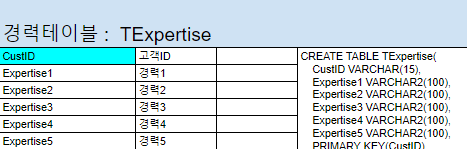 경력테이블 : TExpertise
CustID 고객ID CREATE TABLE TExpertise(
Expertise1 경력1 CustID VARCHAR(15),
Expertise2 경력2 Expertise1 VARCHAR2(100),
Expertise3 경력3 Expertise2 VARCHAR2(100),
Expertise4 경력4 Expertise3 VARCHAR2(100),
Expertise5 경력5 Expertise4 VARCHAR2(100),
Expertise5 VARCHAR2(100),
PRIMARY KEY(CustID)